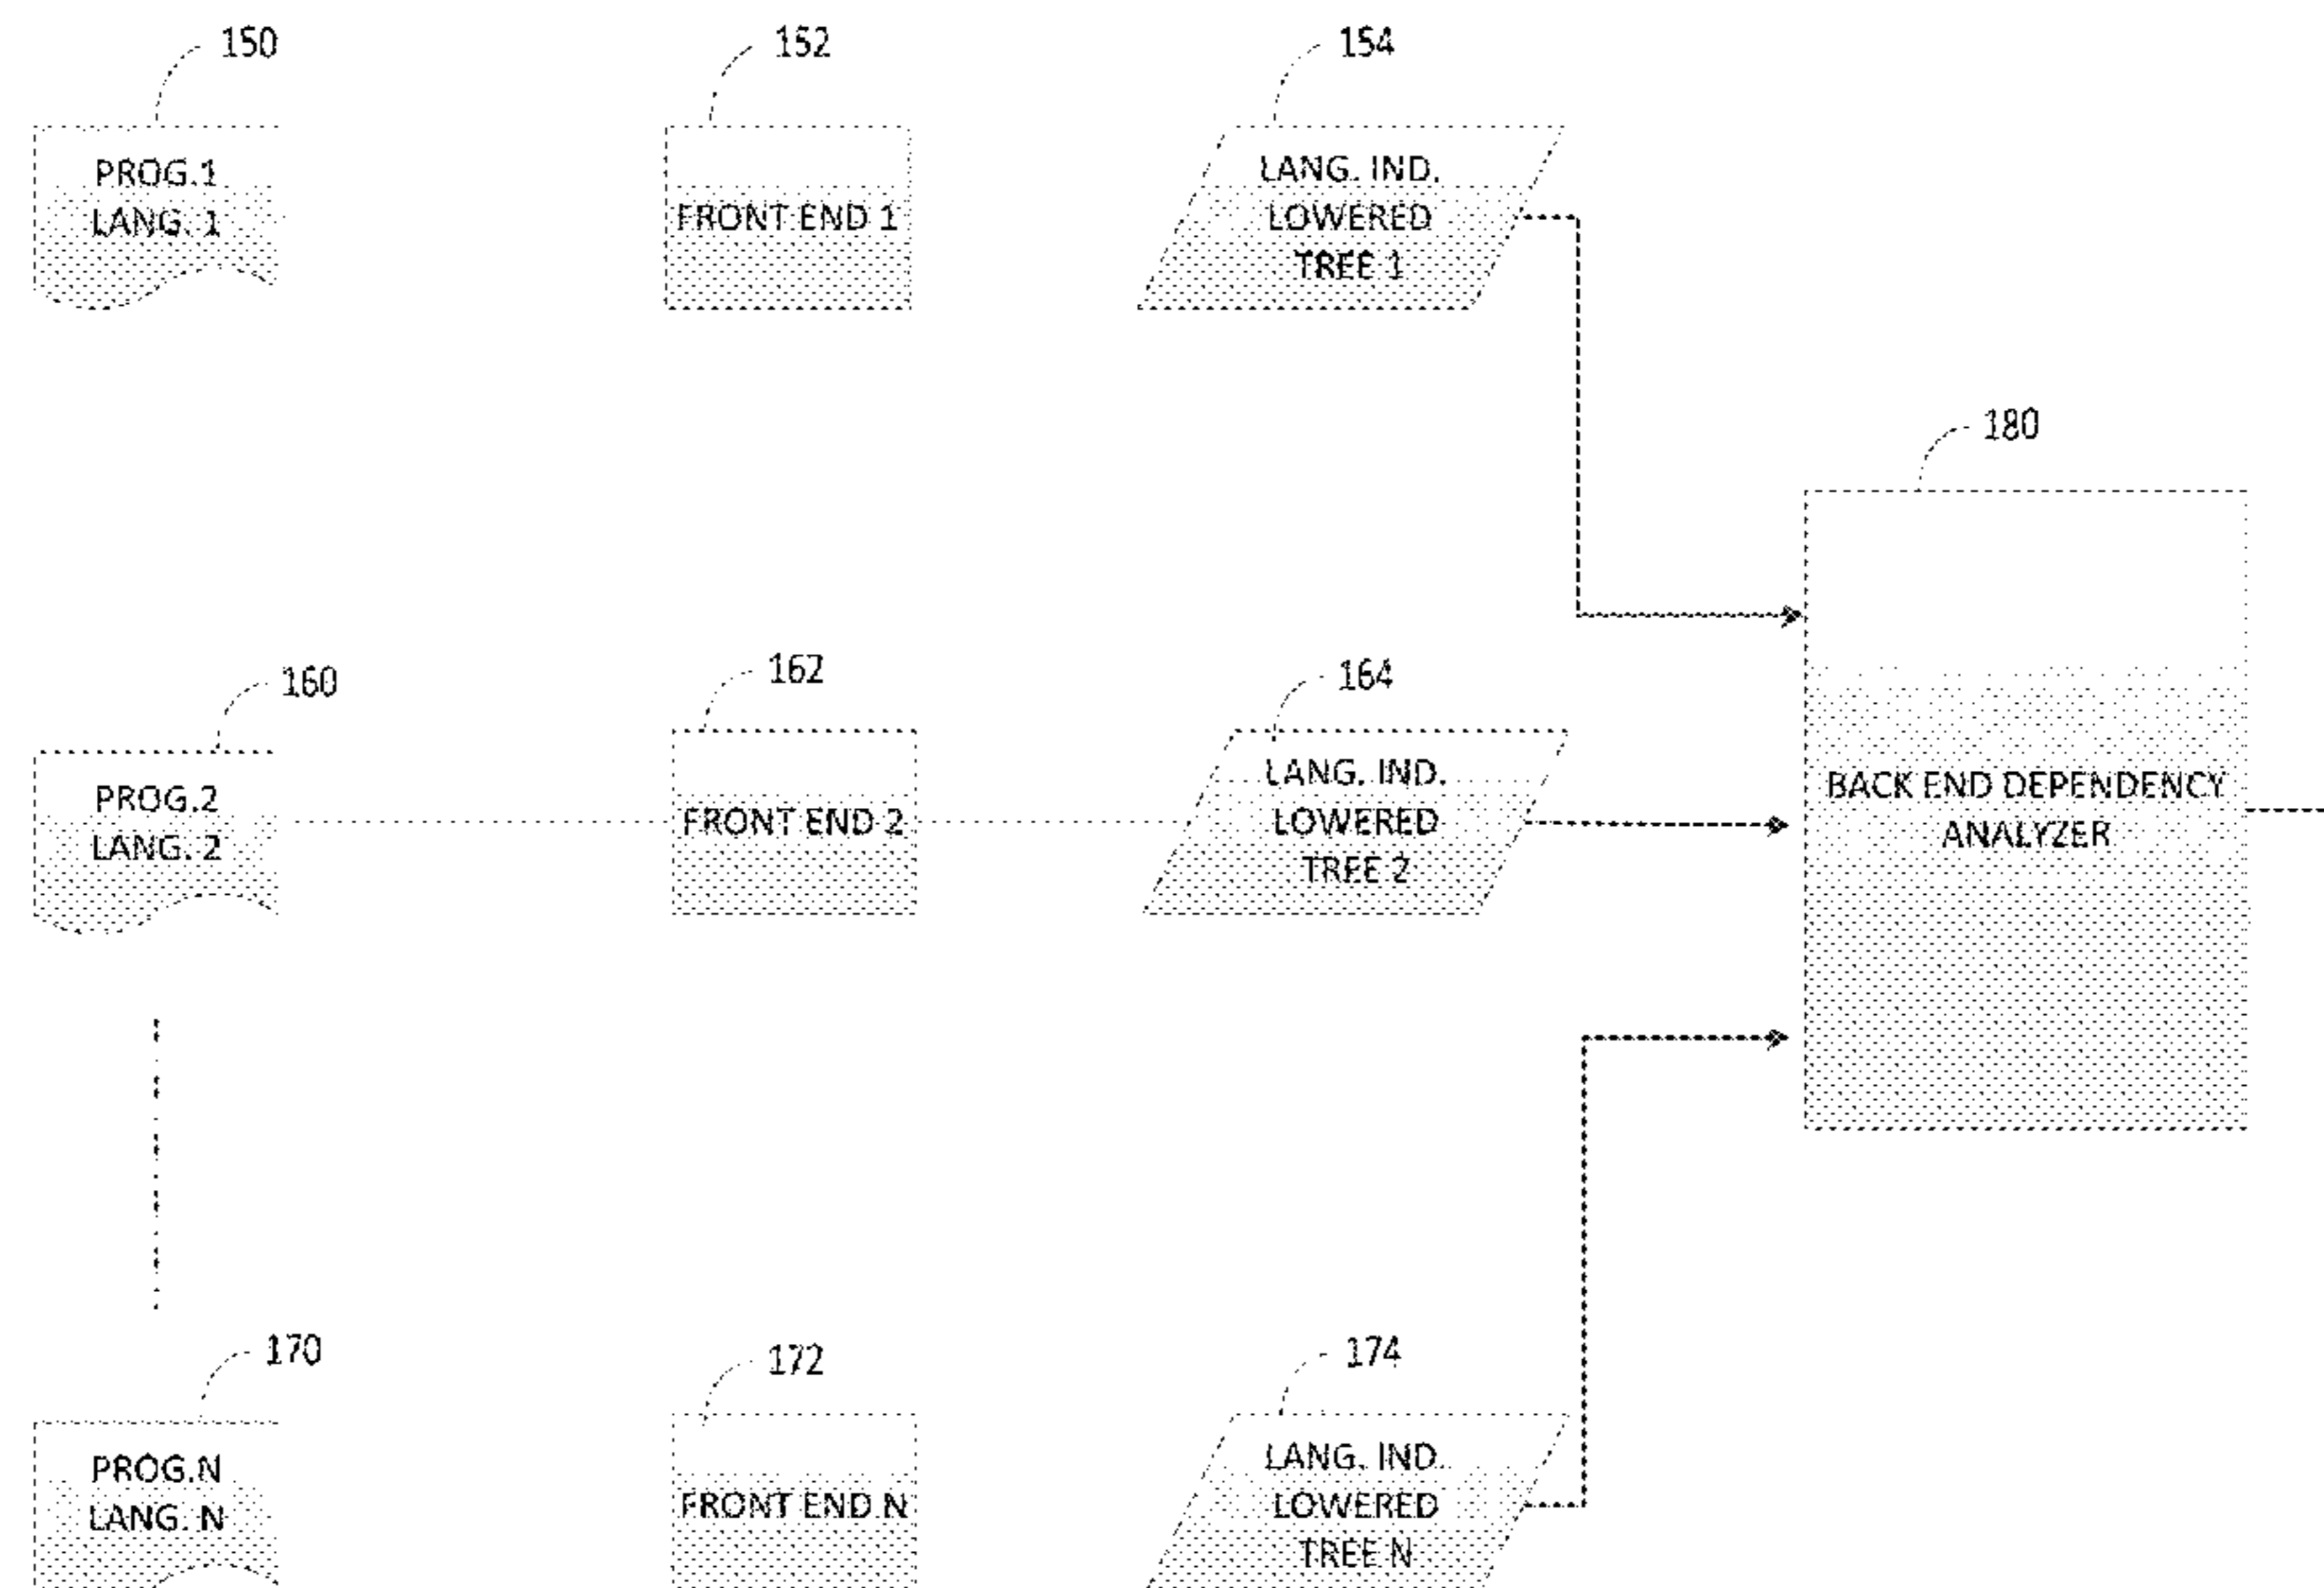 150
152
154
PROG.1
LANG. 1
FRONT END 1
LANG. IND.
LOWERED
TREE 1
180
160
162
164
PROG.2
LANG. 2
FRONT END 2
LANG. IND.
LOWERED
TREE 2
BACK END DEPENDENCY
ANALYZER
170
172
174
PROG.N
LANG. N
FRONT END N
LANG. IND.
LOWERED
TREE N